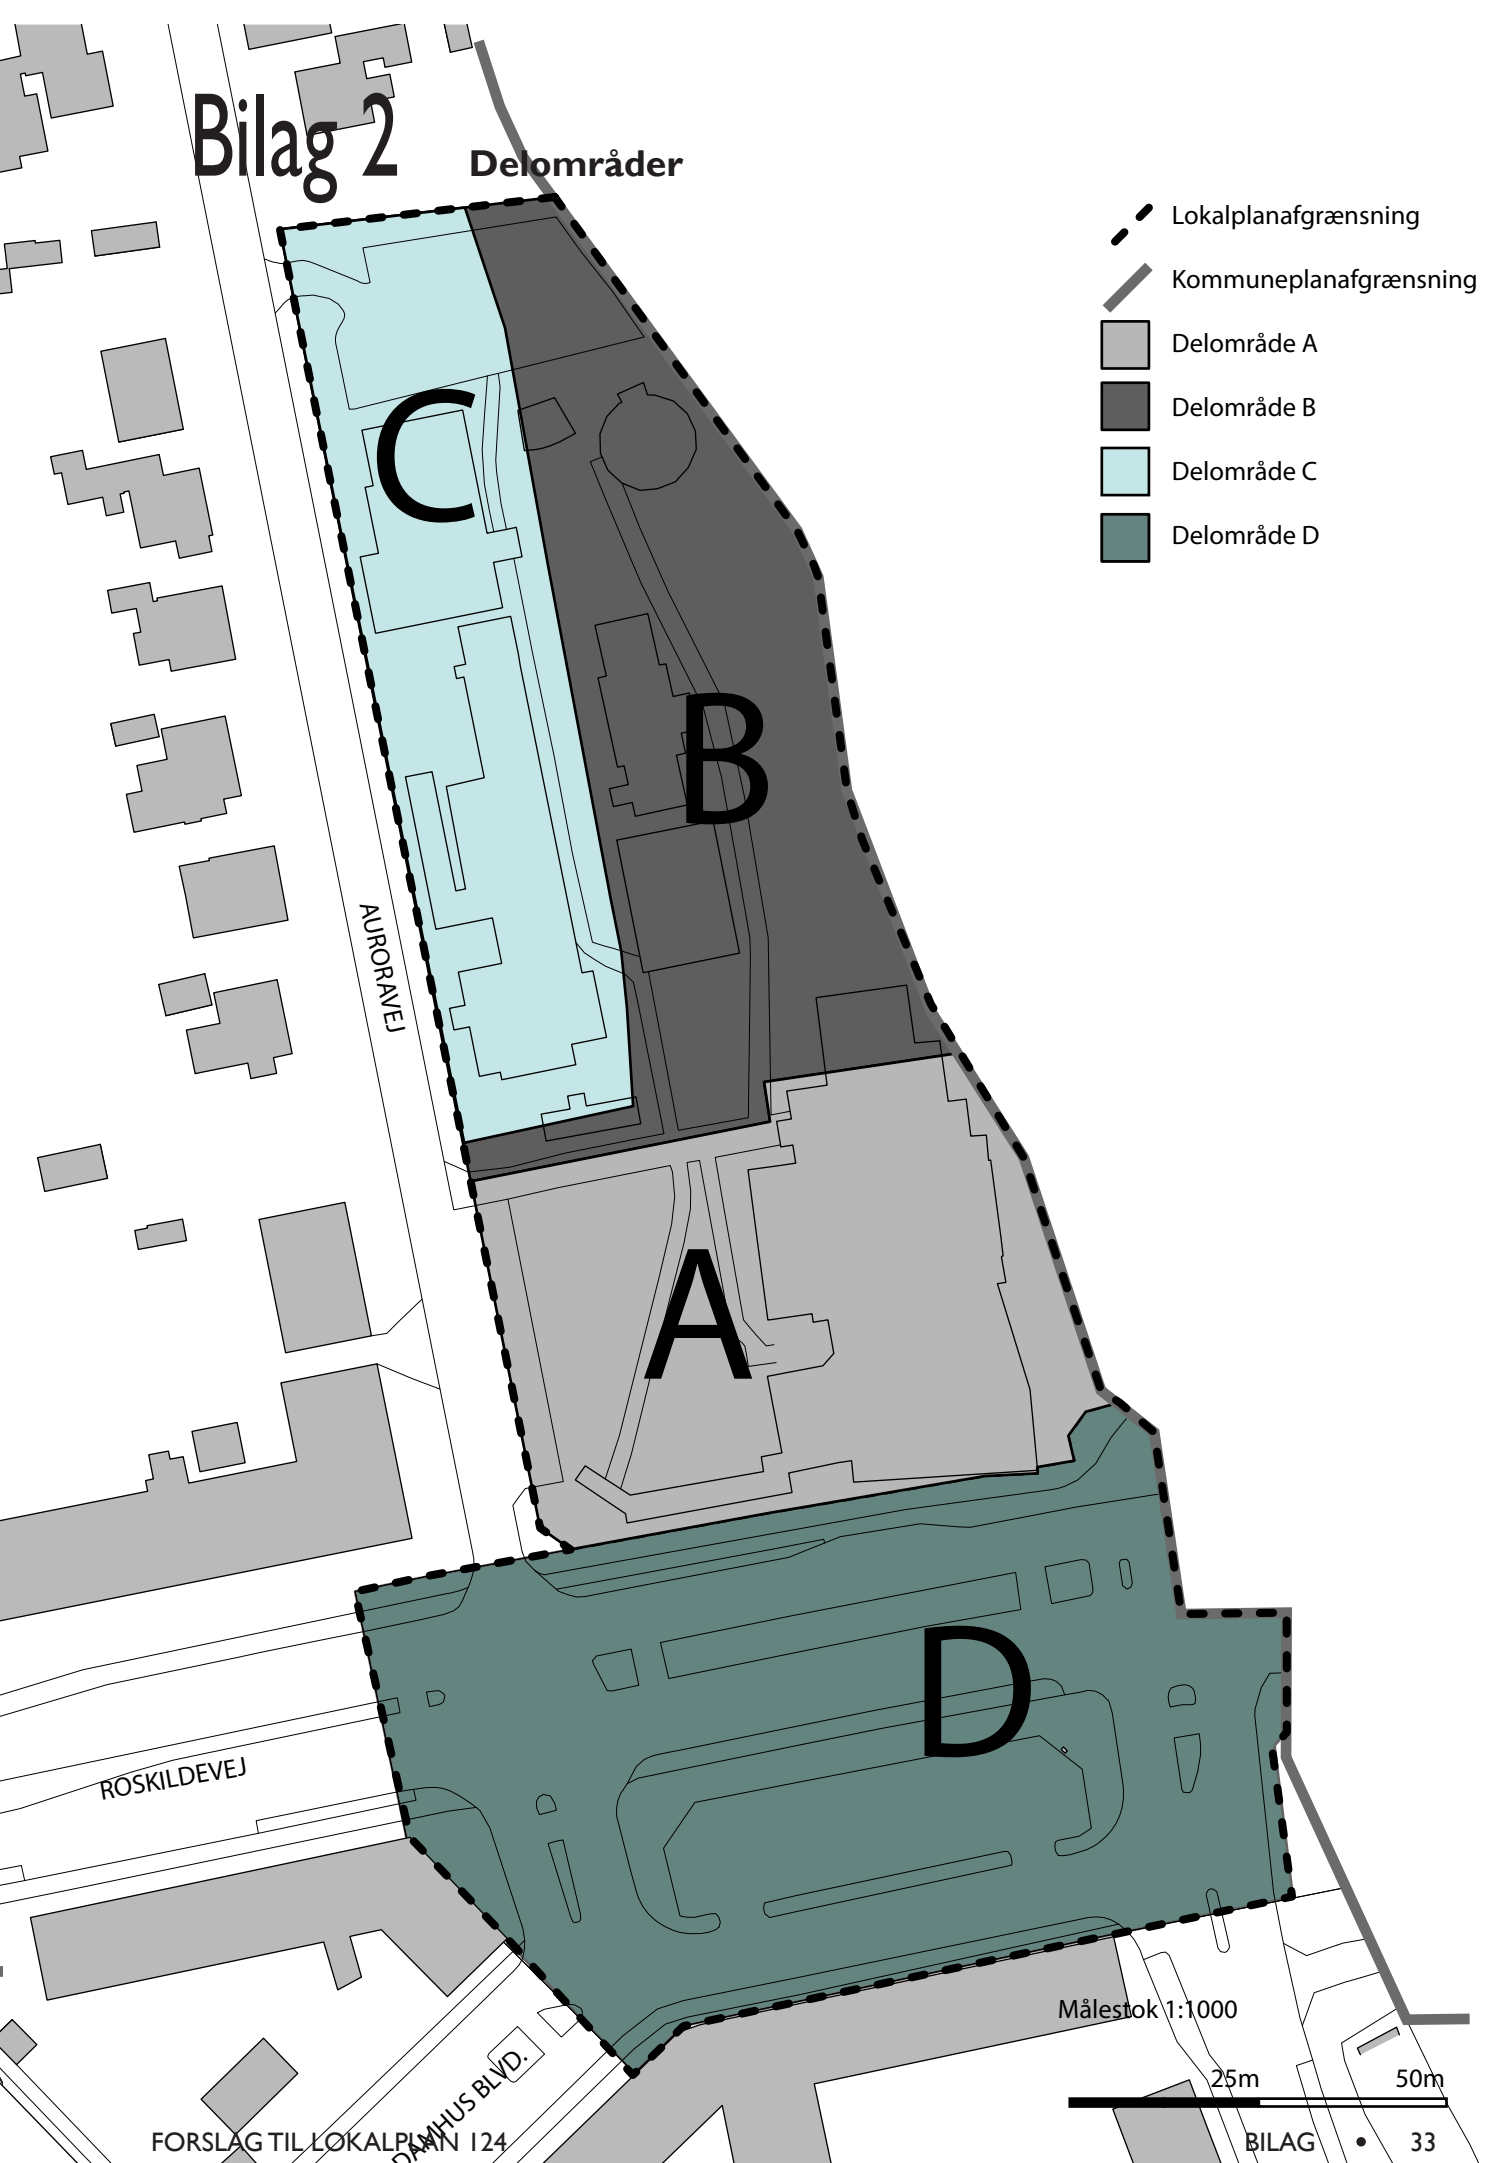 Bilag 2
Delområder
Lokalplanafgrænsning
Kommuneplanafgrænsning
Delområde A
Delområde B
Delområde C
Delområde D
C
B
AURORAVEJ
A
D
ROSKILDEVEJ
Målestok 1:1000
25m 50m
DAMHUS BLVD.
FORSLAG TIL LOKALPLAN 124
BILAG • 33